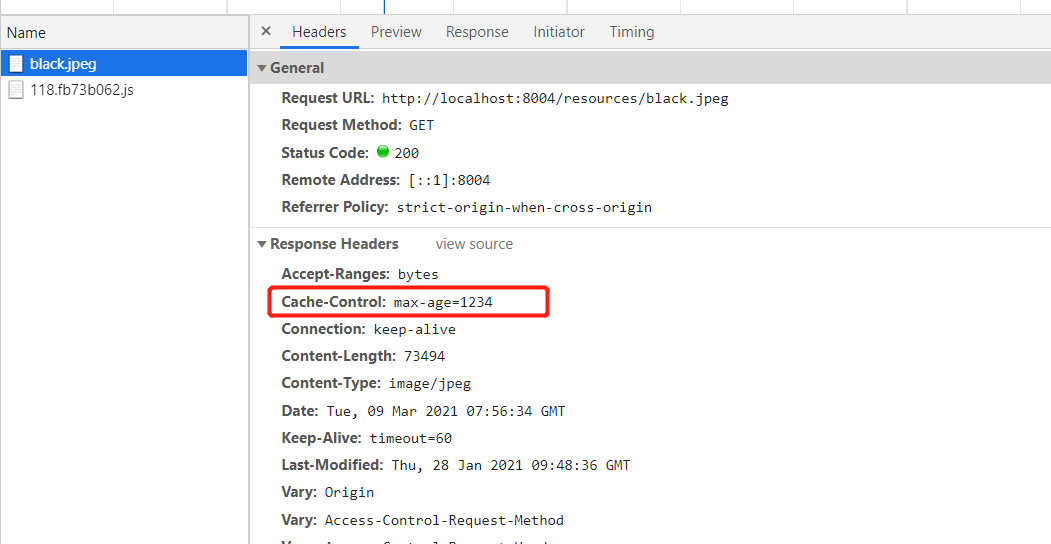 Name
black.jpeg
118.fb73b062.js
× Headers Preview Response Initiator Timing
General
Request URL: http://localhost:8004/resources/black.jpeg
Request Method: GET
Status Code: 200
Remote Address: [::1]:8004
Referrer Policy: strict-origin-when-cross-origin
Response Headers view source
Accept-Ranges: bytes
Cache-Control: max-age=1234
Connection: keep-alive
Content-Length: 73494
Content-Type: image/jpeg
Date: Tue, 09 Mar 2021 07:56:34 GMT
Keep-Alive: timeout=60
Last-Modified: Thu, 28 Jan 2021 09:48:36 GMT
Vary: Origin
Vary: Access-Control-Request-Method